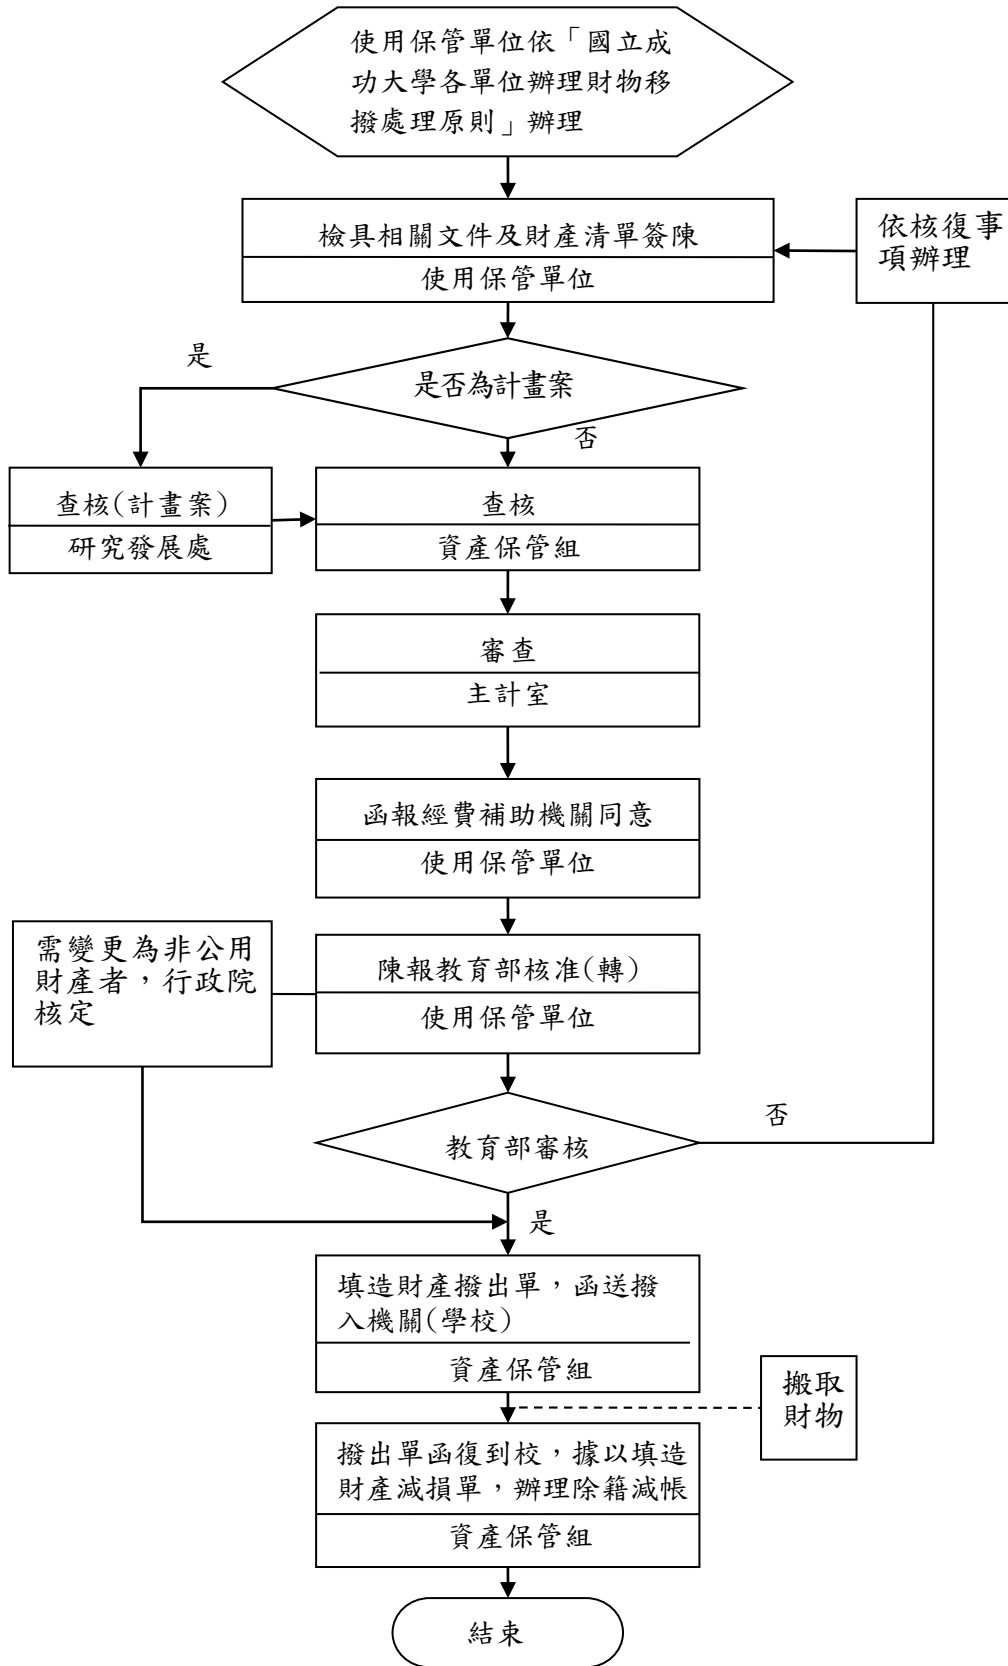 使用保管單位依「國立成
功大學各單位辦理財物移
撥處理原則」辦理
檢具相關文件及財產清單簽陳
使用保管單位
依核復事
項辦理
是
是否為計畫案
否
查核(計畫案)
研究發展處
查核
資產保管組
審查
主計室
函報經費補助機關同意
使用保管單位
需變更為非公用
財產者，行政院
核定
陳報教育部核准(轉)
使用保管單位
教育部審核
否
是
填造財產撥出單，函送撥
入機關(學校)
資產保管組
搬取
財物
撥出單函復到校，據以填造
財產減損單，辦理除籍減帳
資產保管組
結束